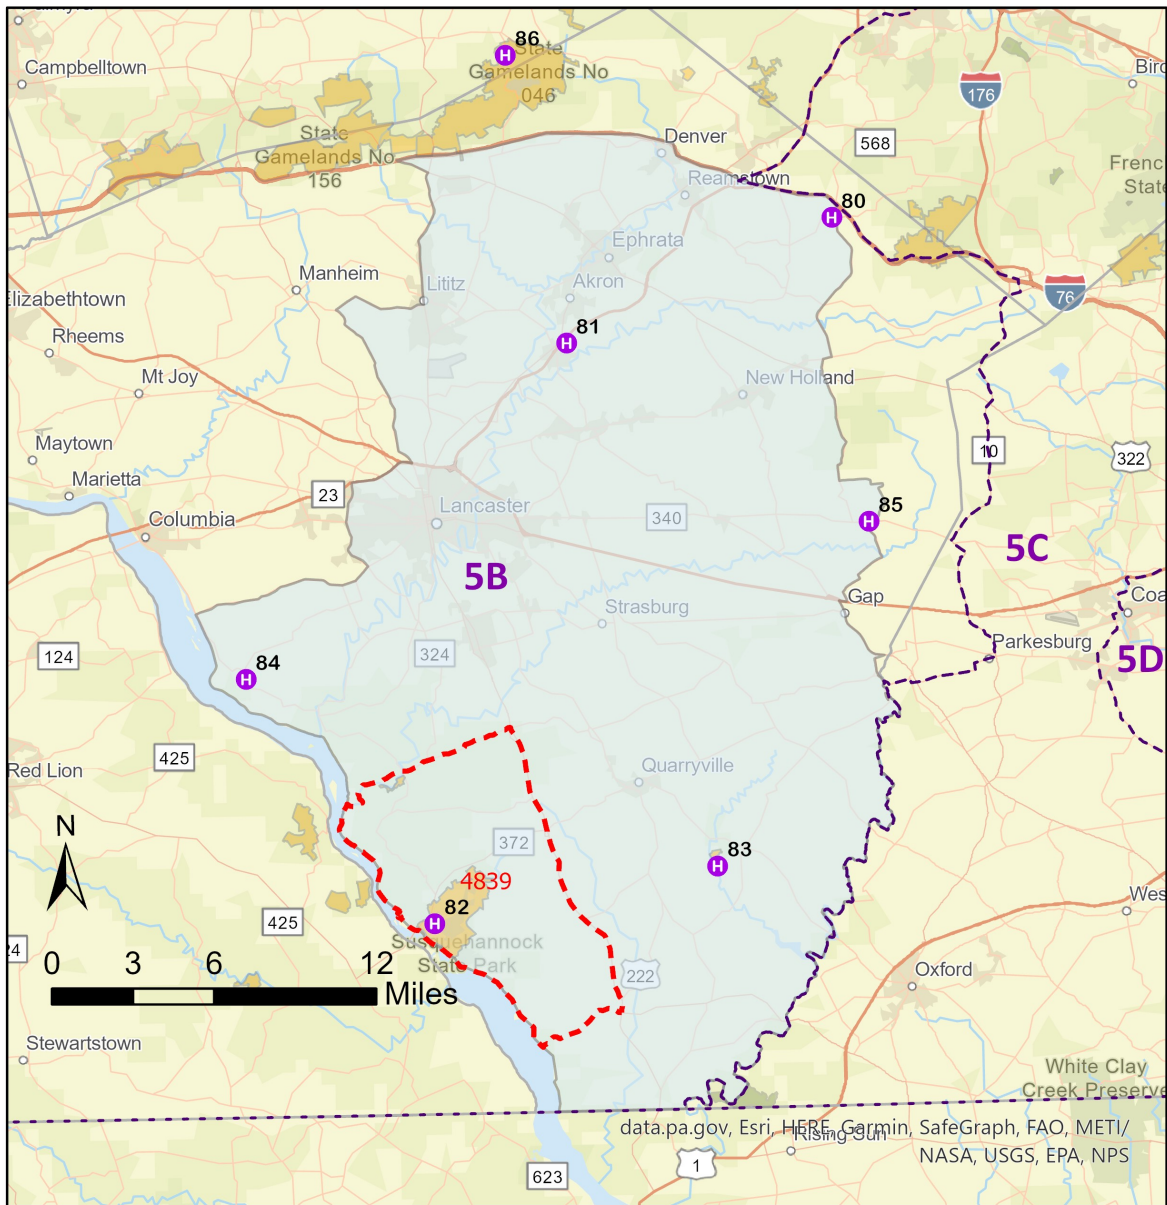 86
State
Gamelands No
046
Campbelltown
176
Denver
568
State
Gamelands No
156
Reamstown
80
Ephrata
Manheim
Lititz
Akron
Elizabethtown
76
81
Rheems
Mt Joy
New Holland
Maytown
10
322
Marietta
23
85
Columbia
Lancaster
340
5C
5B
Gap
Strasburg
124
324
84
Parkesburg
5D
425
Red Lion
Quarryville
N
372
83
4839
82
425
Susquehannock
State Park
0 3 6 12
Miles
222
Oxford
Stewartstown
White Clay
Creek Preserve
data.pa.gov, Esri, HERE, Garmin, SafeGraph, FAO, METI/
NASA, USGS, EPA, NPS
Rising Sun
1
623